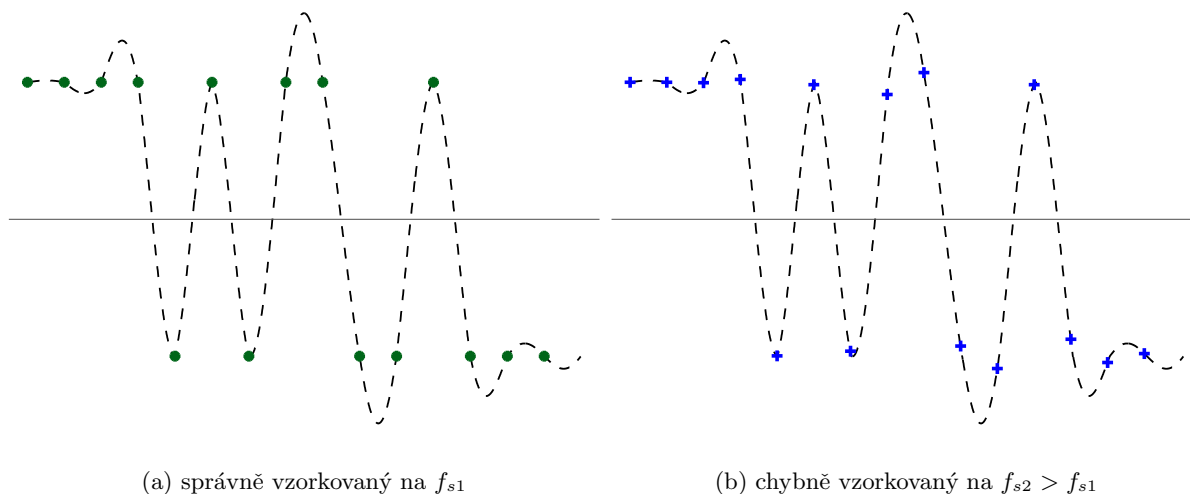 (a) správně vzorkovaný na f_{s1}
(b) chybně vzorkovaný na f_{s2} > f_{s1}